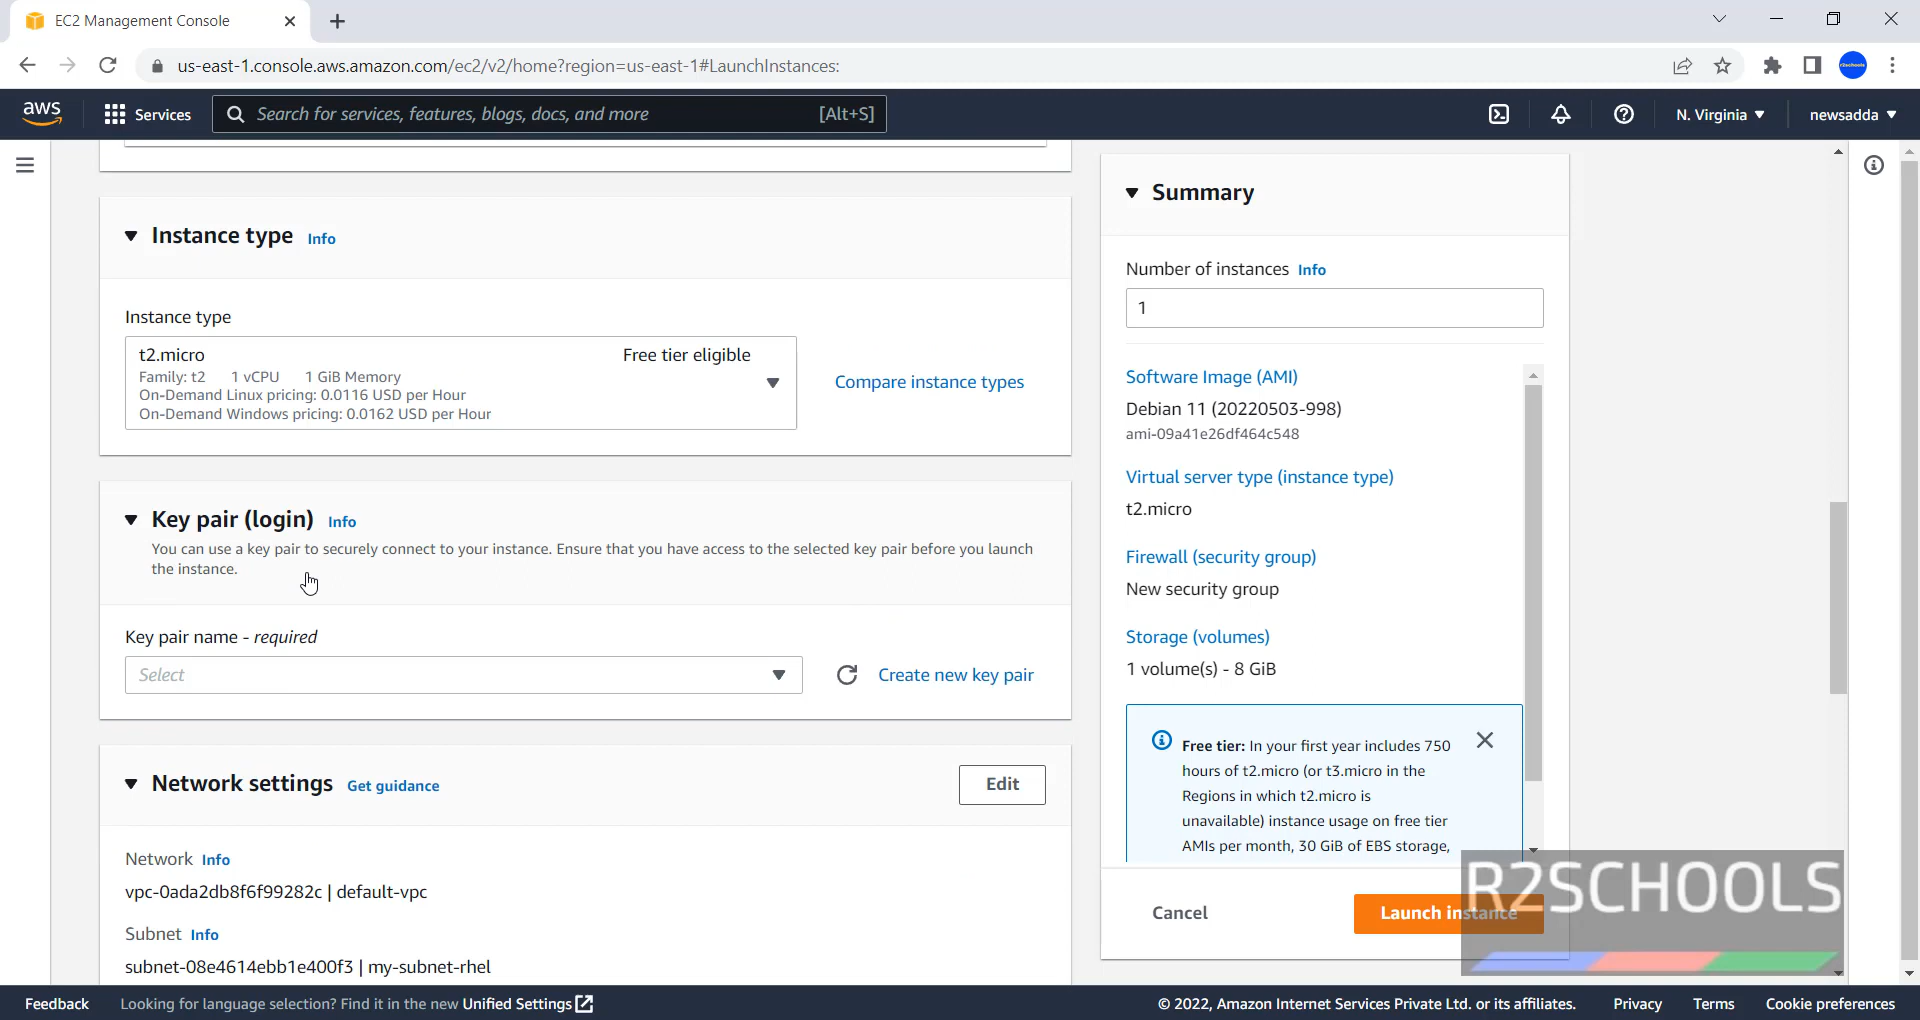 EC2 Management Console
us-east-1.console.aws.amazon.com/ec2/v2/home?region=us-east-1#LaunchInstances:
aws
Services
Search for services, features, blogs, docs, and more
[Alt+S]
N. Virginia
newsadda
Instance type Info
Instance type
t2.micro
Free tier eligible
Family: t2 1 vCPU 1 GiB Memory
On-Demand Linux pricing: 0.0116 USD per Hour
On-Demand Windows pricing: 0.0162 USD per Hour
Compare instance types
Key pair (login) Info
You can use a key pair to securely connect to your instance. Ensure that you have access to the selected key pair before you launch
the instance.
Key pair name - required
Select
Create new key pair
Network settings Get guidance
Edit
Network Info
vpc-0ada2db8f6f99282c | default-vpc
Subnet Info
subnet-08e4614ebb1e400f3 | my-subnet-rhel
Summary
Number of instances Info
1
Software Image (AMI)
Debian 11 (20220503-998)
ami-09a41e26df464c548
Virtual server type (instance type)
t2.micro
Firewall (security group)
New security group
Storage (volumes)
1 volume(s) - 8 GiB
Free tier: In your first year includes 750
hours of t2.micro (or t3.micro in the
Regions in which t2.micro is
unavailable) instance usage on free tier
AMIs per month, 30 GiB of EBS storage,
Cancel
Launch instance
R2SCHOOLS
Feedback
Looking for language selection? Find it in the new Unified Settings
© 2022, Amazon Internet Services Private Ltd. or its affiliates.
Privacy
Terms
Cookie preferences